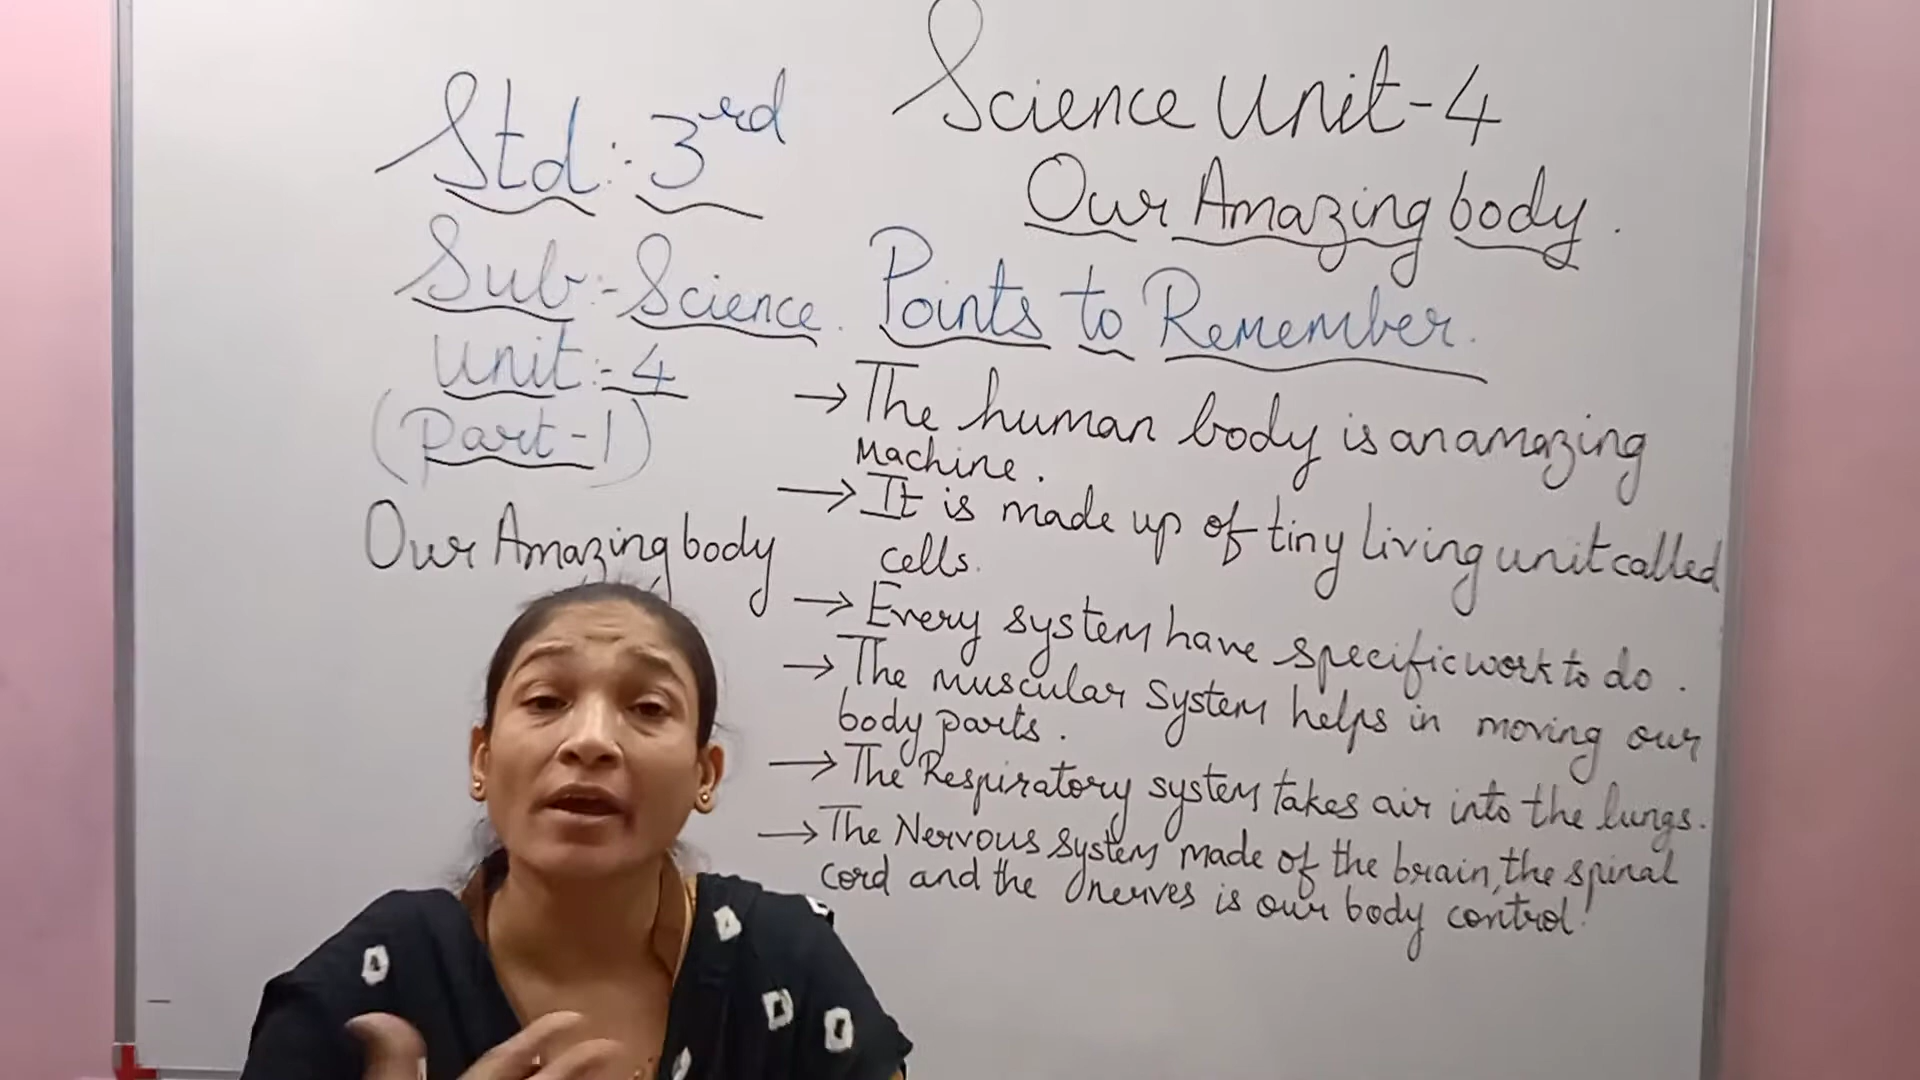 Std:- 3rd
Sub:- Science.
Unit:- 4
(Part-1)
Our Amazing body
Science Unit-4
Our Amazing body.
Points to Remember.
→ The human body is an amazing
Machine.
→ It is made up of tiny living unit called
cells.
→ Every system have specific work to do.
→ The muscular system helps in moving our
body parts.
→ The Respiratory system takes air into the lungs.
→ The Nervous system made of the brain, the spinal
cord and the nerves is our body control!